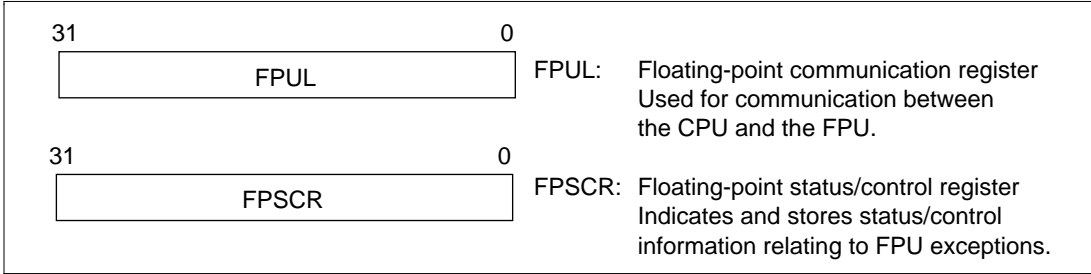 31 0
FPUL
FPUL: Floating-point communication register
Used for communication between
the CPU and the FPU.
31 0
FPSCR
FPSCR: Floating-point status/control register
Indicates and stores status/control
information relating to FPU exceptions.